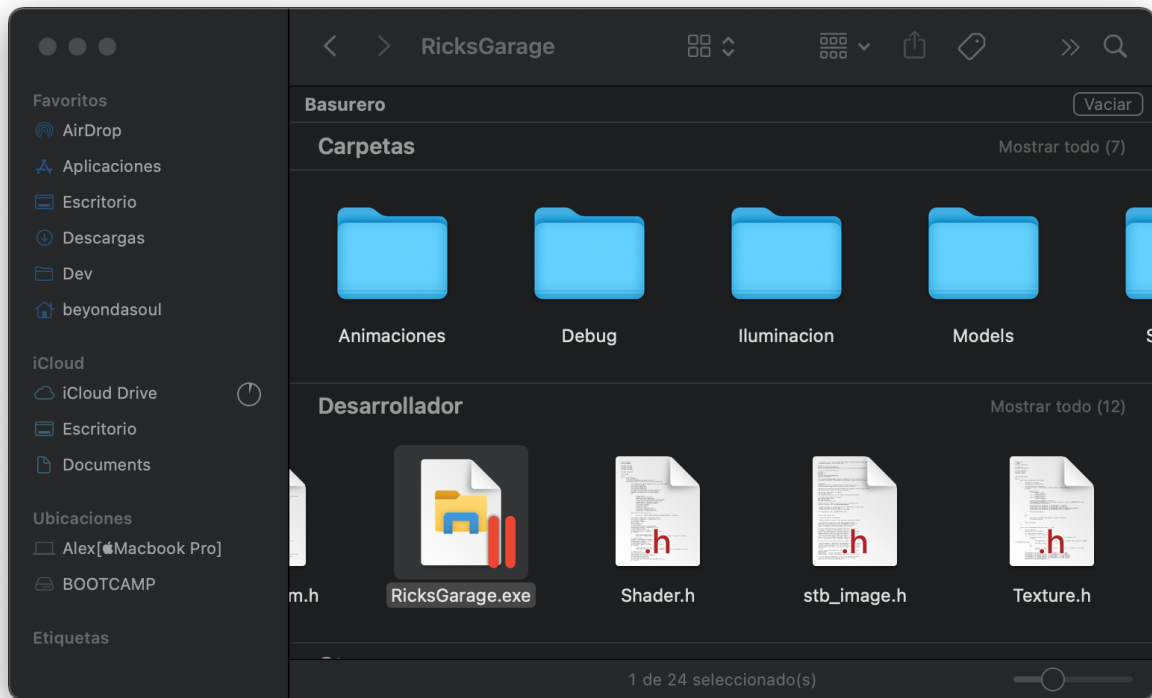 RicksGarage
Favoritos
AirDrop
Aplicaciones
Escritorio
Descargas
Dev
beyondasoul
iCloud
iCloud Drive
Escritorio
Documents
Ubicaciones
Alex[Macbook Pro]
BOOTCAMP
Etiquetas
Basurero
Vaciar
Carpetas
Mostrar todo (7)
Animaciones
Debug
Iluminacion
Models
S
Desarrollador
Mostrar todo (12)
.h
.h
.h
m.h
RicksGarage.exe
Shader.h
stb_image.h
Texture.h
1 de 24 seleccionado(s)